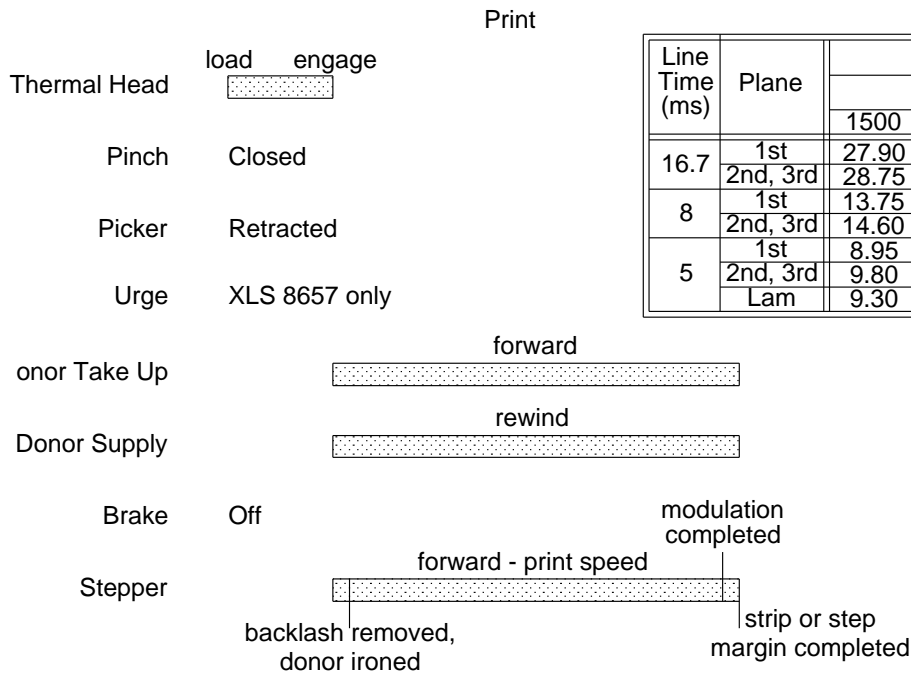 Print
load engage
Thermal Head
Pinch Closed
Picker Retracted
Urge XLS 8657 only
Line Time (ms) Plane
1500
16.7 1st 27.90
2nd, 3rd 28.75
8 1st 13.75
2nd, 3rd 14.60
5 1st 8.95
2nd, 3rd 9.80
Lam 9.30
forward
onor Take Up
rewind
Donor Supply
Brake Off
modulation
completed
forward - print speed
Stepper
backlash removed,
donor ironed
strip or step
margin completed